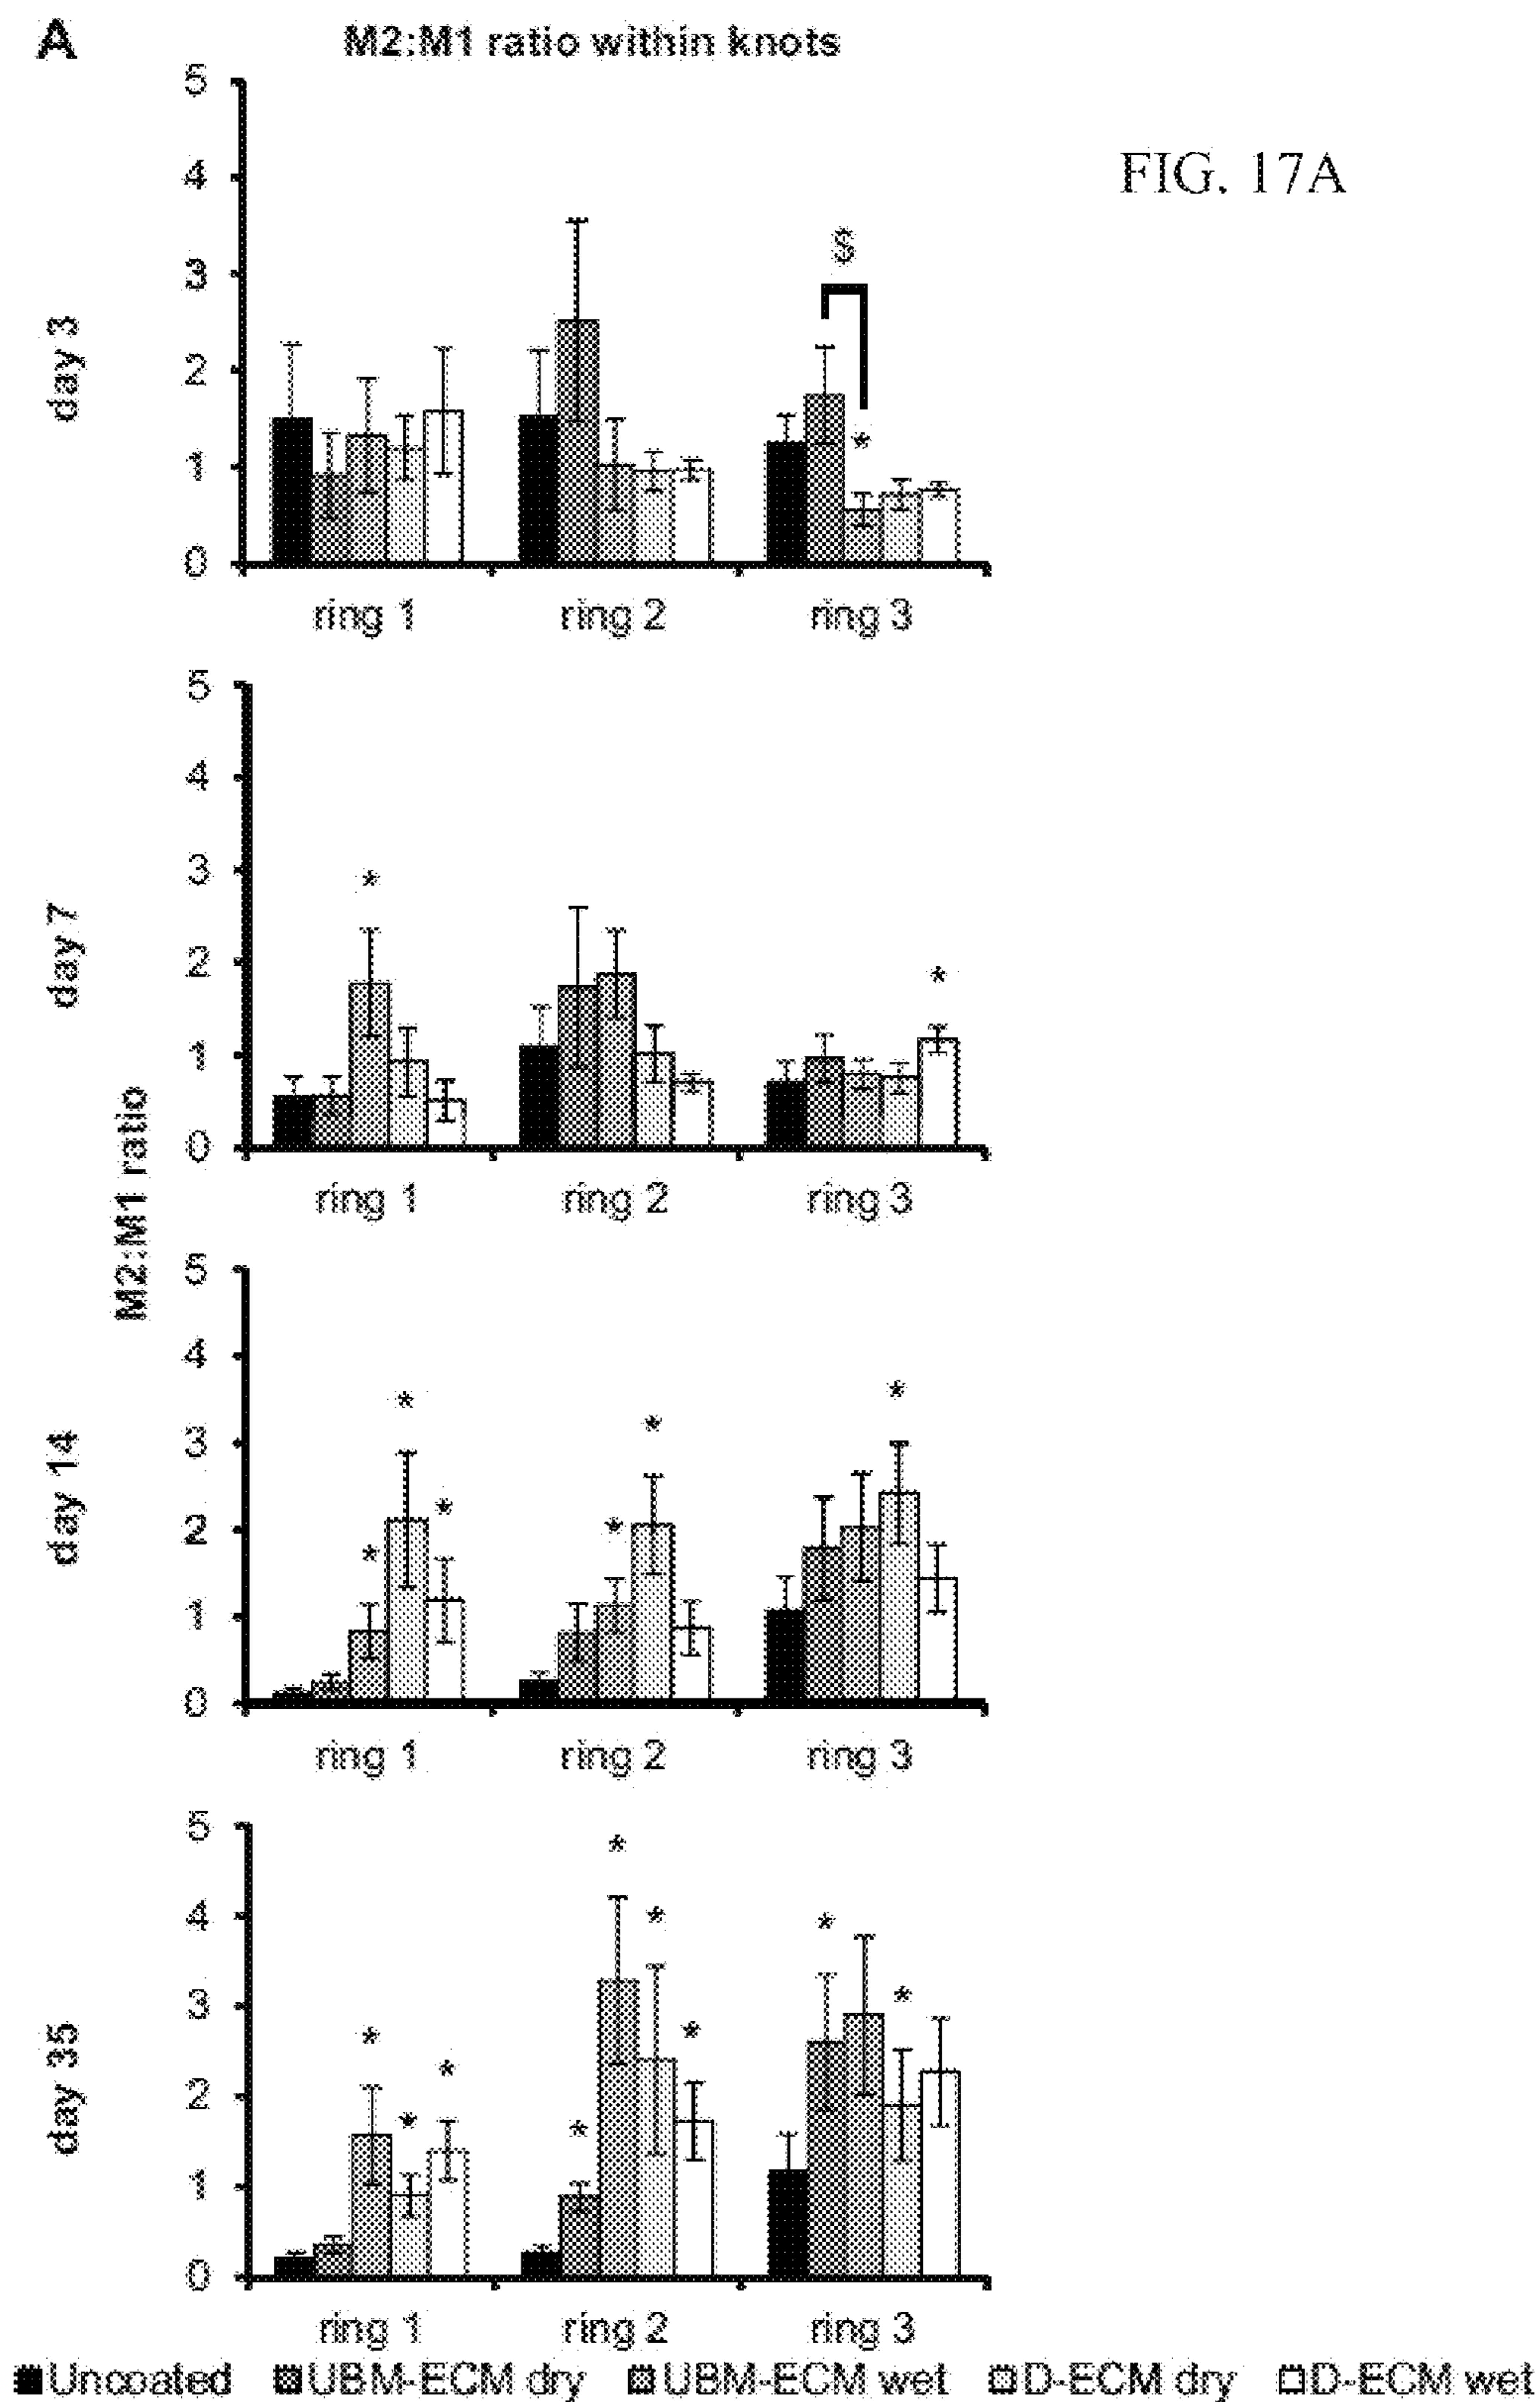 A
M2:M1 ratio within knots
FIG. 17A
M2:M1 ratio
day 3
5
4
3
2
1
0
$
*
ring 1 ring 2 ring 3
day 7
5
4
3
2
1
0
*
*
ring 1 ring 2 ring 3
day 14
5
4
3
2
1
0
* * *
* *
*
ring 1 ring 2 ring 3
day 35
5
4
3
2
1
0
* * *
* * * *
* *
ring 1 ring 2 ring 3
Uncoated UBM-ECM dry UBM-ECM wet D-ECM dry D-ECM wet